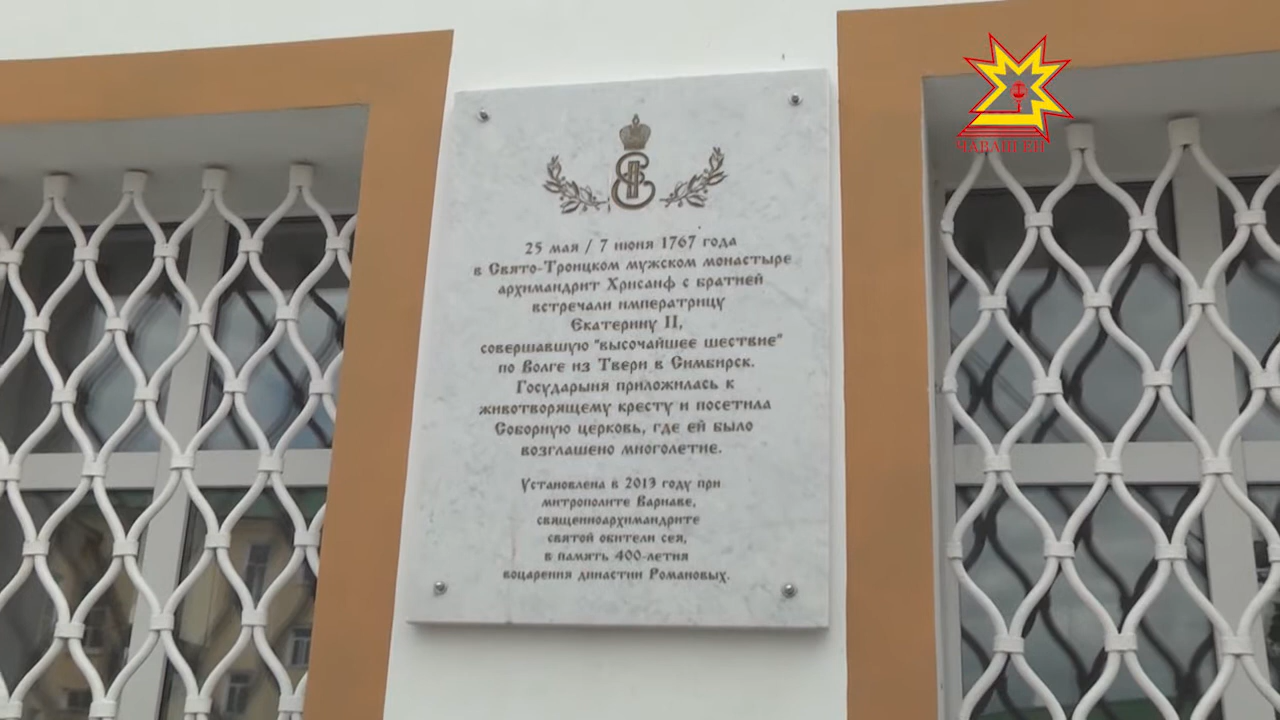 ЧӐВАШ ЕН
25 мая / 7 июня 1767 года
в Свято-Троицком мужском монастыре
архимандрит Хрисанф с братией
встречали императрицу
Екатерину II,
совершавшую "высочайшее шествие"
по Волге из Твери в Симбирск.
Государыня приложилась к
животворящему кресту и посетила
Соборную церковь, где ей было
возглашено многолетие.
Установлена в 2013 году при
митрополите Варнаве,
священноархимандрите
святой обители сея,
в память 400-летия
воцарения династии Романовых.